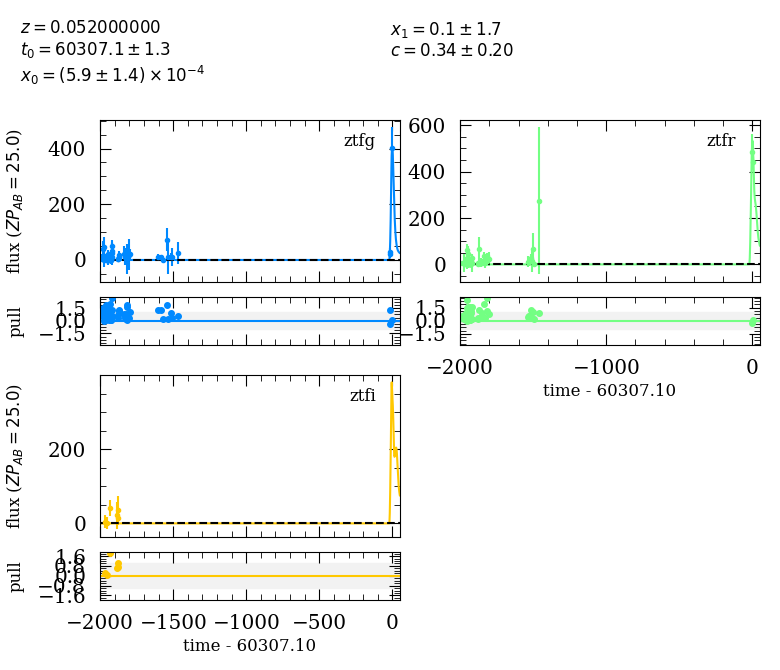 z = 0.052000000
t₀ = 60307.1 ± 1.3
x₀ = (5.9 ± 1.4) × 10⁻⁴
x₁ = 0.1 ± 1.7
c = 0.34 ± 0.20
ztfg
flux (ZP_AB = 25.0)
400
200
0
pull
1.5
0.0
−1.5
ztfr
600
400
200
0
1.5
0.0
−1.5
−2000
−1000
0
time - 60307.10
ztfi
flux (ZP_AB = 25.0)
200
0
pull
1.6
0.8
0.0
−0.8
−1.6
−2000 −1500 −1000 −500 0
time - 60307.10